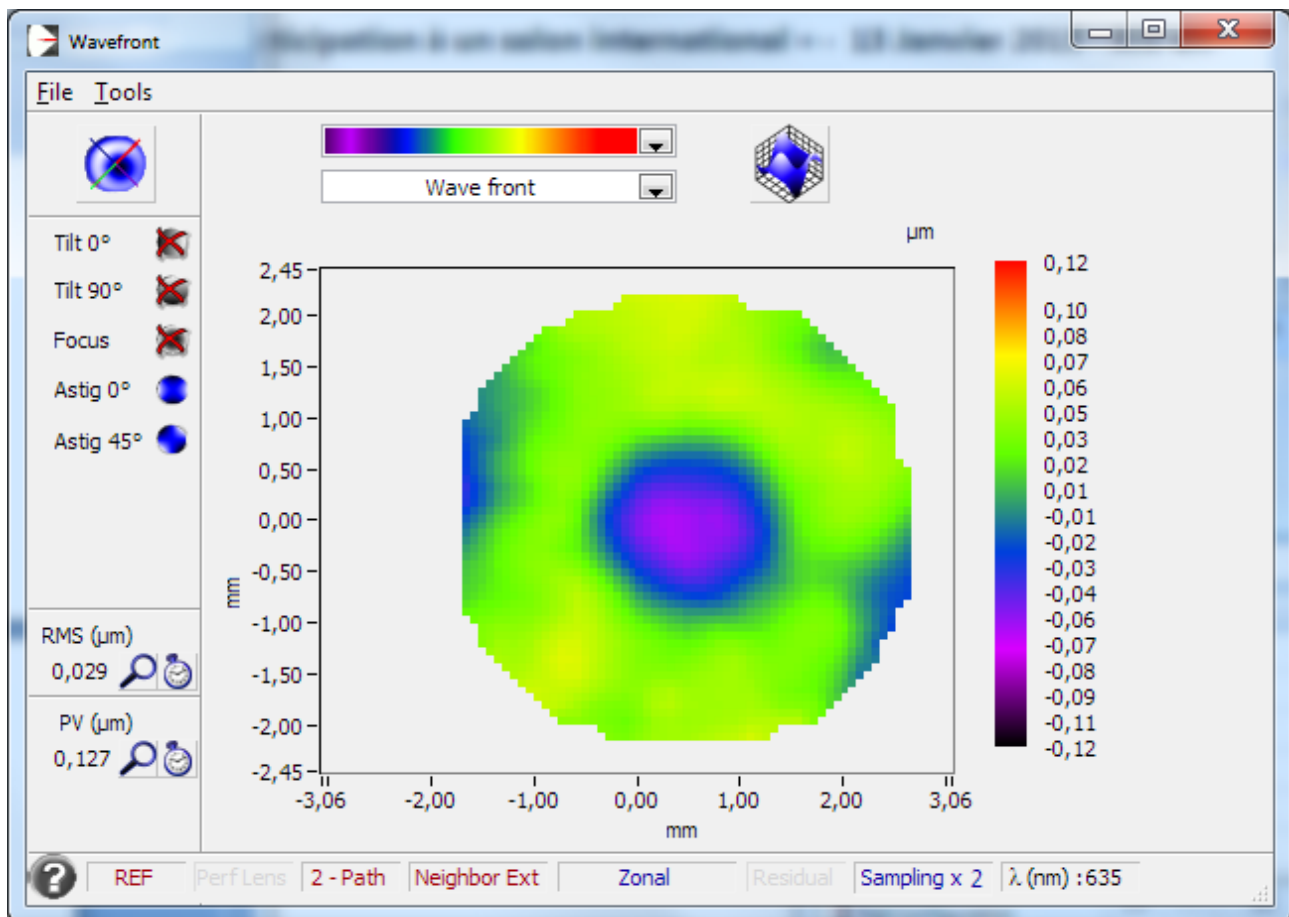 Wavefront
un salon international
File Tools
Wave front
Tilt 0°
Tilt 90°
Focus
Astig 0°
Astig 45°
RMS (µm)
0,029
PV (µm)
0,127
µm
2,45
2,00
1,50
1,00
0,50
0,00
-0,50
-1,00
-1,50
-2,00
-2,45
mm
-3,06 -2,00 -1,00 0,00 1,00 2,00 3,06
mm
0,12
0,10
0,08
0,07
0,06
0,05
0,03
0,02
0,01
-0,01
-0,02
-0,03
-0,04
-0,06
-0,07
-0,08
-0,09
-0,11
-0,12
? REF Perf Lens 2 - Path Neighbor Ext Zonal Residual Sampling x 2 λ (nm) : 635